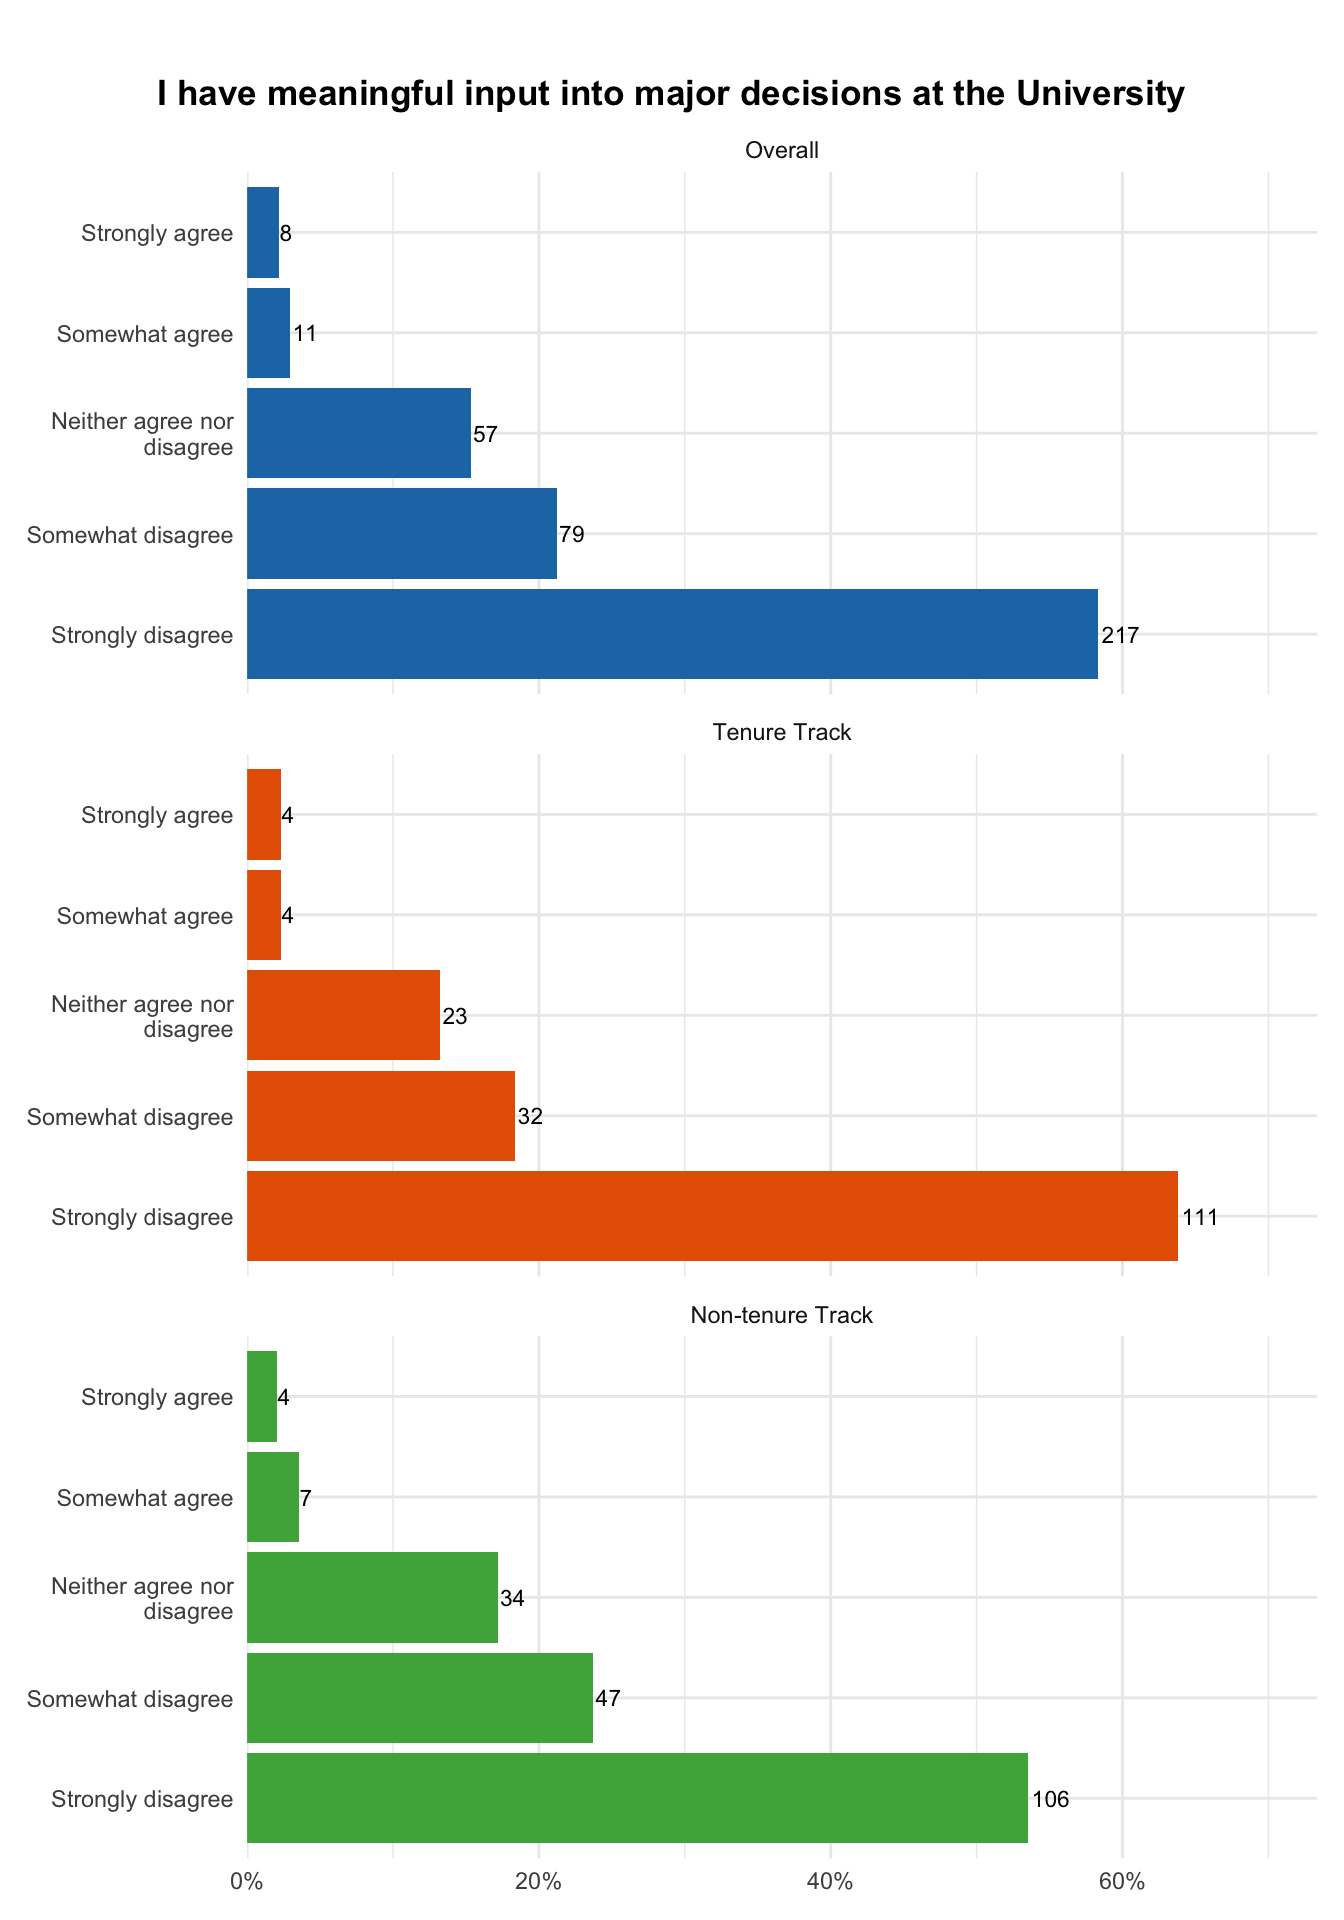 I have meaningful input into major decisions at the University
Overall
Strongly agree
8
Somewhat agree
11
Neither agree nor
disagree
57
Somewhat disagree
79
Strongly disagree
217
Tenure Track
Strongly agree
4
Somewhat agree
4
Neither agree nor
disagree
23
Somewhat disagree
32
Strongly disagree
111
Non-tenure Track
Strongly agree
4
Somewhat agree
7
Neither agree nor
disagree
34
Somewhat disagree
47
Strongly disagree
106
0% 20% 40% 60%